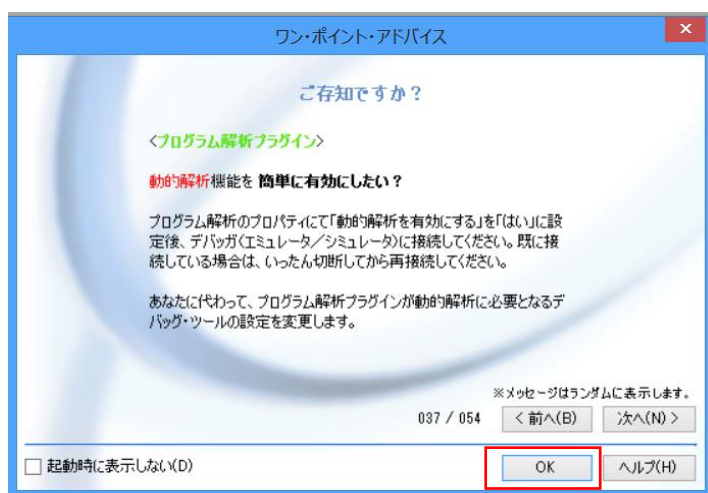 ワン・ポイント・アドバイス
ご存知ですか？
<プログラム解析プラグイン>
動的解析機能を 簡単に有効にしたい？
プログラム解析のプロパティにて「動的解析を有効にする」を「はい」に設
定後、デバッガ(エミュレータ／シミュレータ)に接続してください。既に接
続している場合は、いったん切断してから再接続してください。
あなたに代わって、プログラム解析プラグインが動的解析に必要となるデ
バッグ・ツールの設定を変更します。
※メッセージはランダムに表示します。
037 / 054 < 前へ(B) 次へ(N) >
起動時に表示しない(D) OK ヘルプ(H)